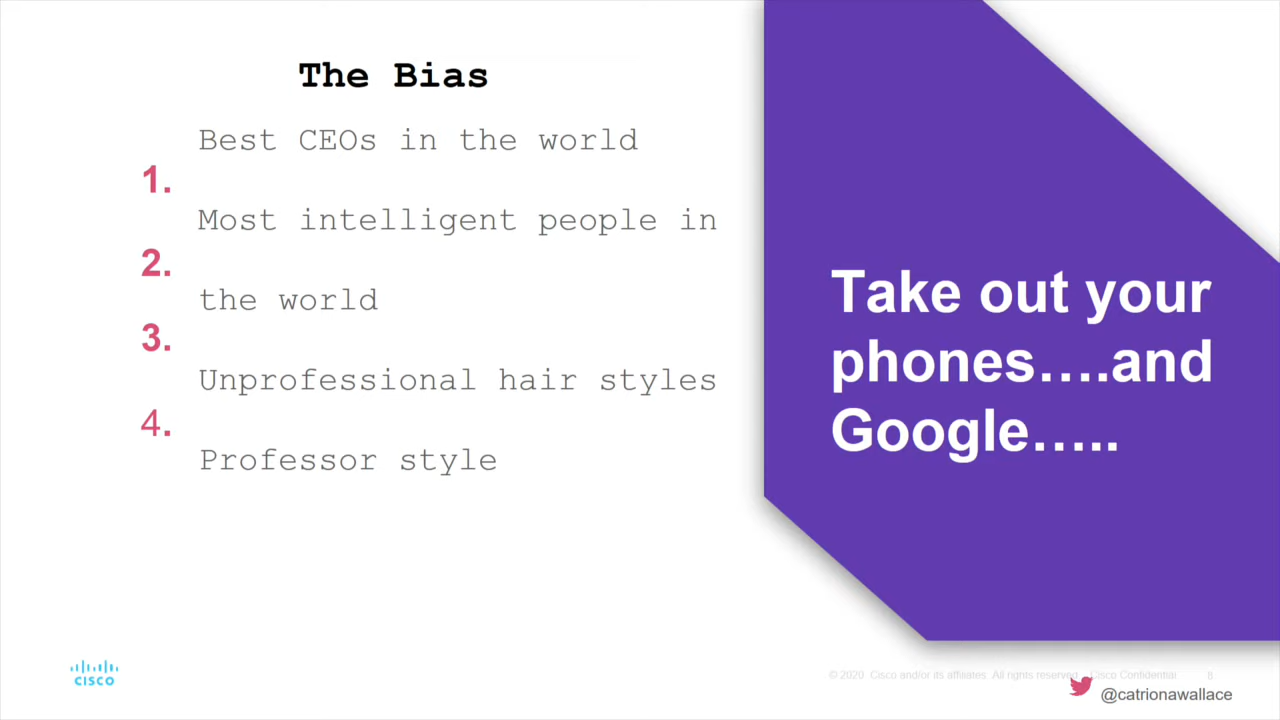 The Bias
Best CEOs in the world
1.
Most intelligent people in
2.
the world
3.
Unprofessional hair styles
4.
Professor style
Take out your
phones....and
Google.....
CISCO
© 2020 Cisco and/or its affiliates. All rights reserved. Cisco Confidential
8
@catrionawallace